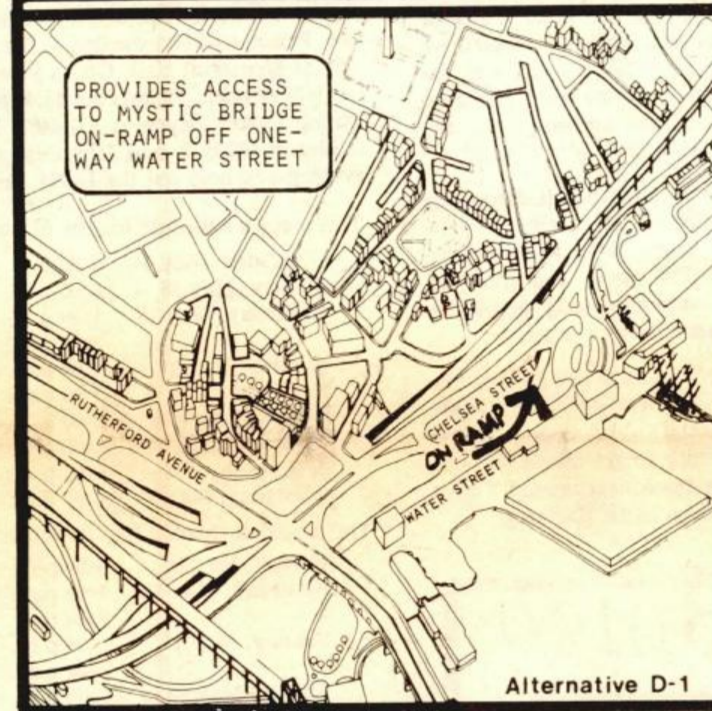 PROVIDES ACCESS
TO MYSTIC BRIDGE
ON-RAMP OFF ONE-
WAY WATER STREET
RUTHERFORD AVENUE
CHELSEA STREET
ON RAMP
WATER STREET
Alternative D-1